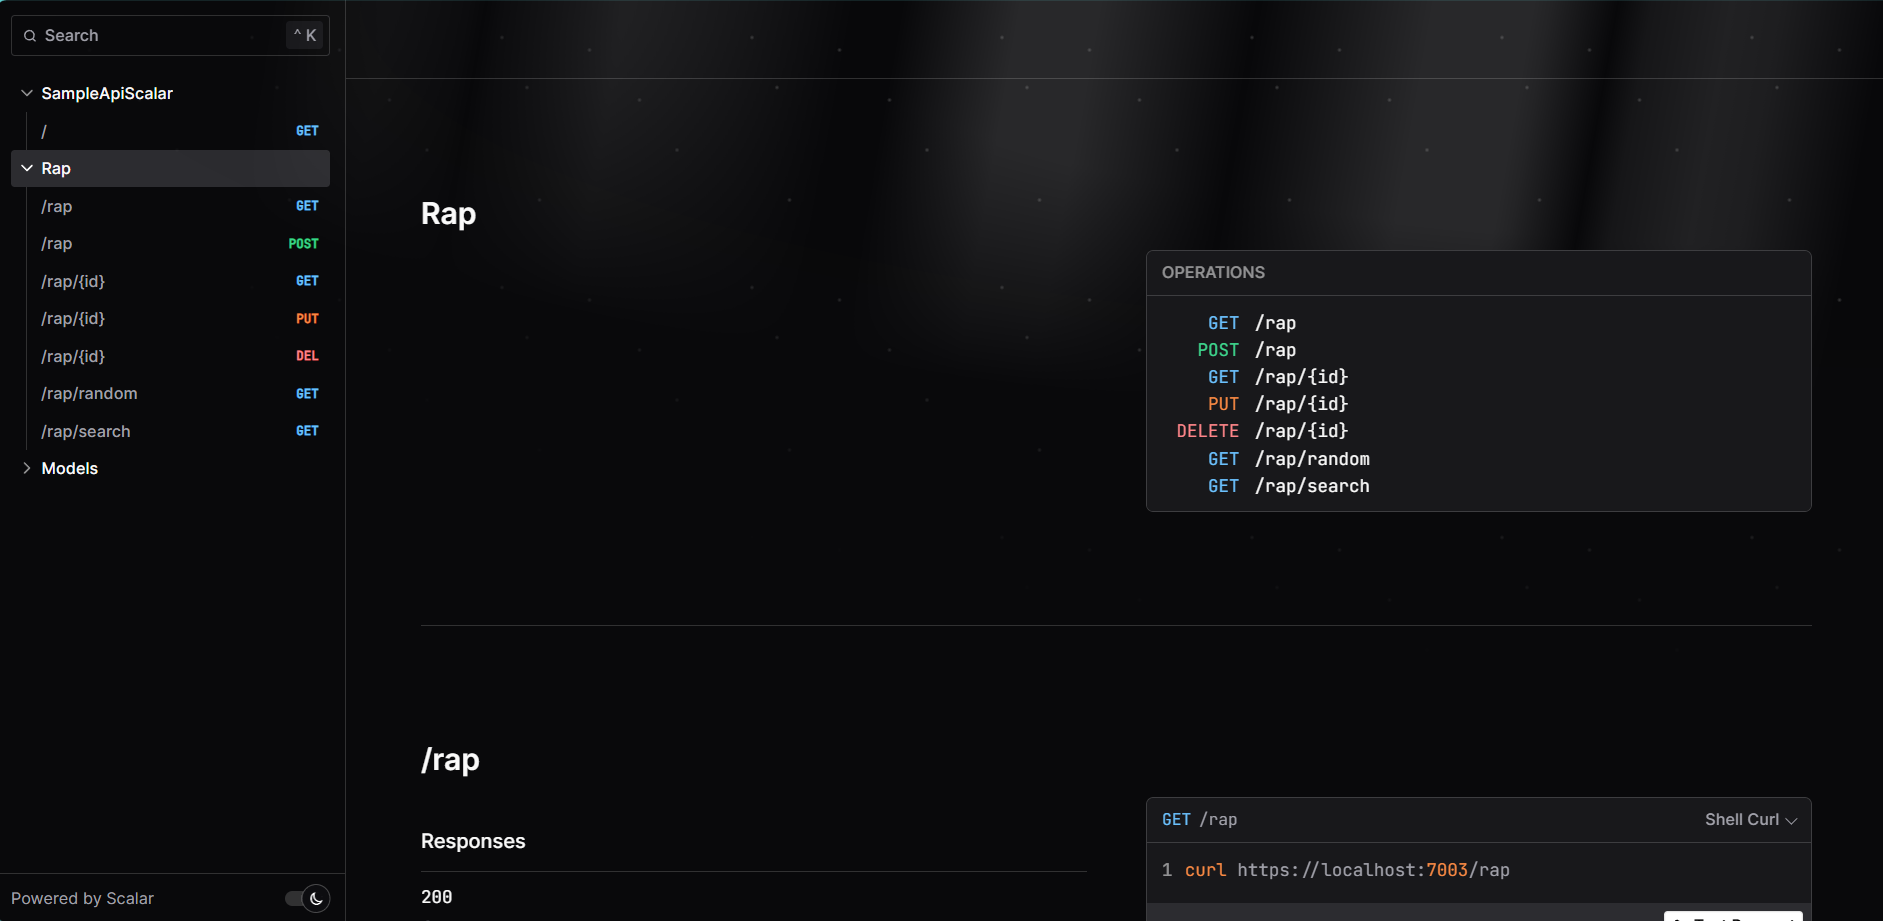 Search
^ K
SampleApiScalar
/ GET
Rap
/rap GET
/rap POST
/rap/{id} GET
/rap/{id} PUT
/rap/{id} DEL
/rap/random GET
/rap/search GET
Models
Powered by Scalar
Rap
OPERATIONS
GET /rap
POST /rap
GET /rap/{id}
PUT /rap/{id}
DELETE /rap/{id}
GET /rap/random
GET /rap/search
/rap
Responses
200
GET /rap
Shell Curl
1 curl https://localhost:7003/rap